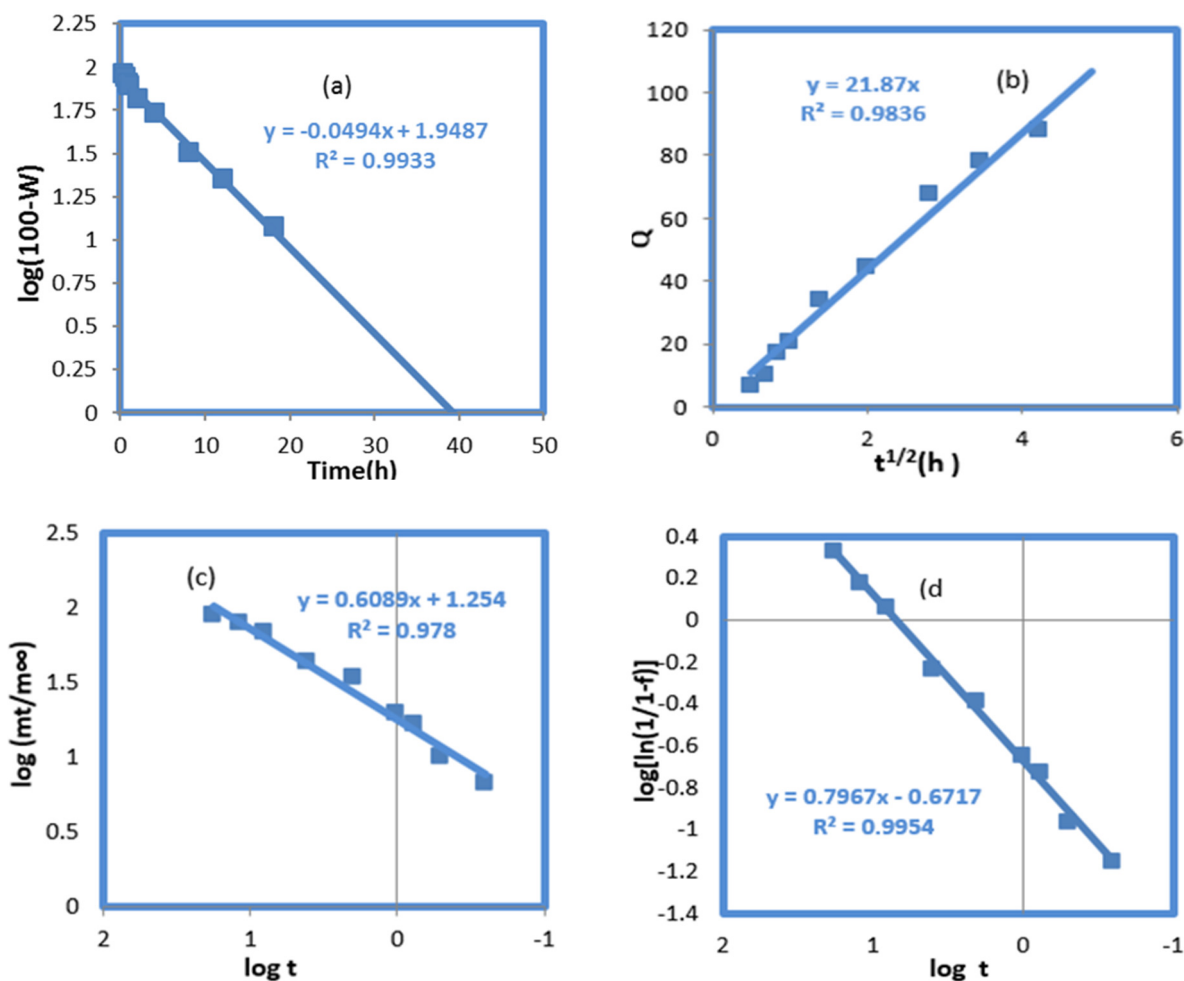 2.25
2
1.75
1.5
1.25
1
0.75
0.5
0.25
0
log(100-W)
(a)
y = -0.0494x + 1.9487
R² = 0.9933
0 10 20 30 40 50
Time(h)
120
100
80
60
40
20
0
Q
y = 21.87x
R² = 0.9836
(b)
0 2 4 6
t¹/²(h )
2.5
2
1.5
1
0.5
0
log (mt/m∞)
(c)
y = 0.6089x + 1.254
R² = 0.978
2 1 0 -1
log t
0.4
0.2
0
-0.2
-0.4
-0.6
-0.8
-1
-1.2
-1.4
log[ln(1/1-f)]
(d
y = 0.7967x - 0.6717
R² = 0.9954
2 1 0 -1
log t